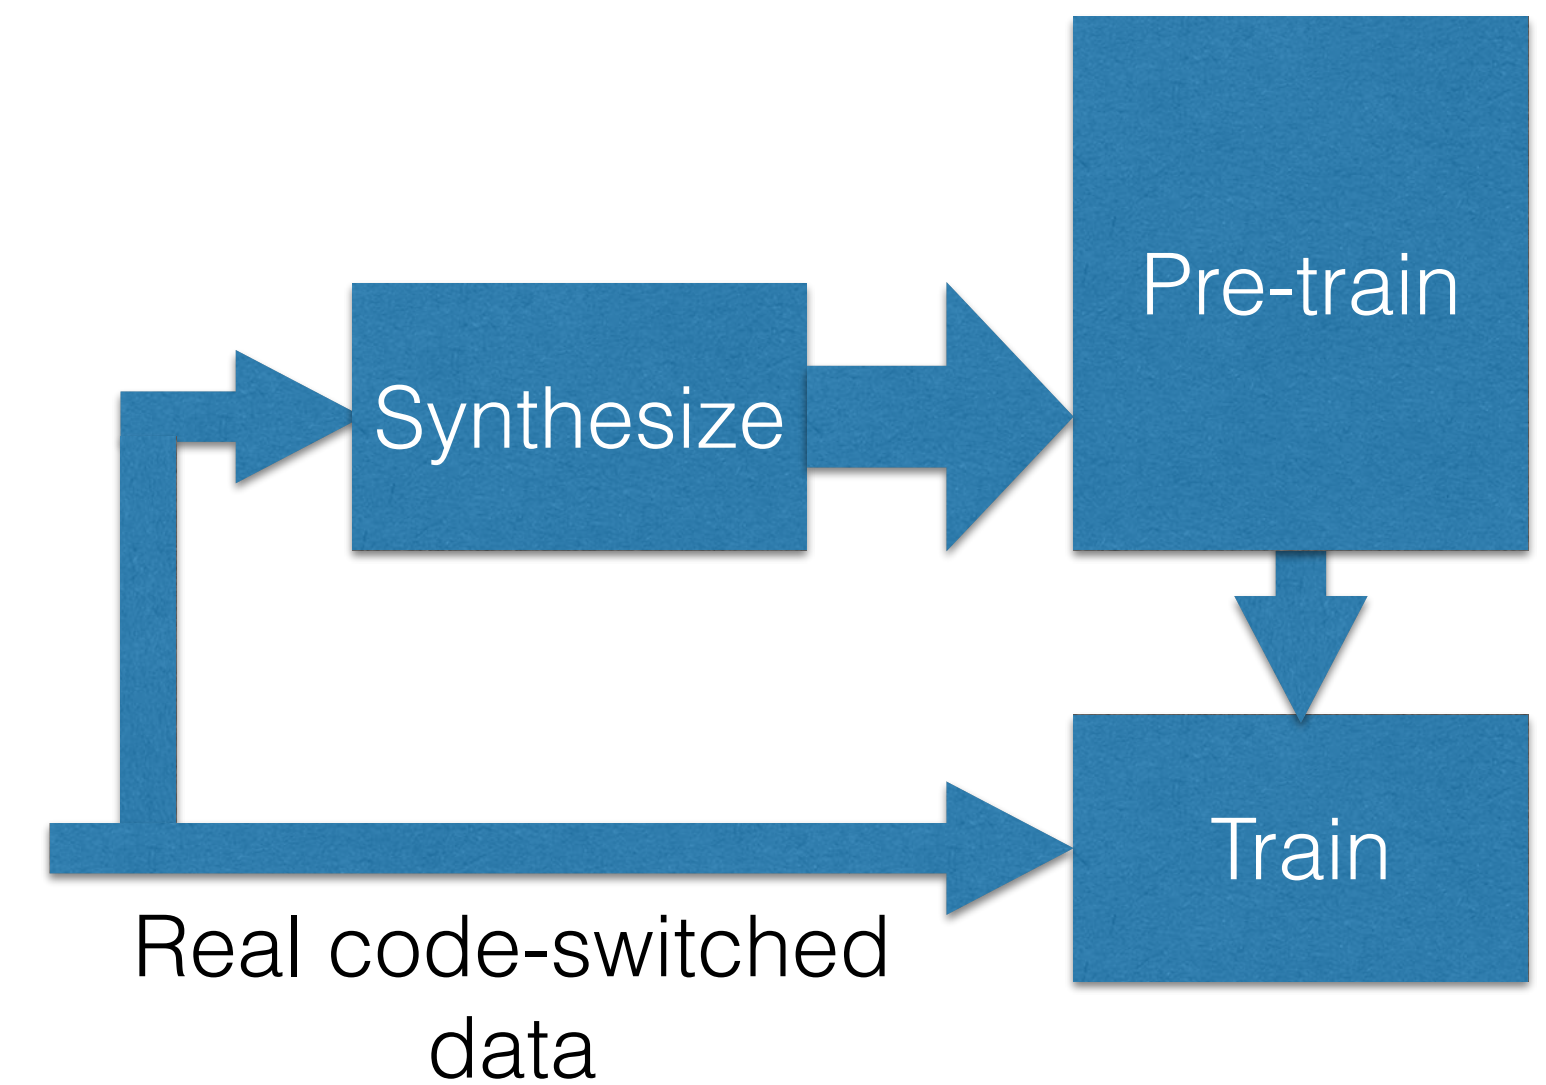 Pre-train
Synthesize
Train
Real code-switched
data